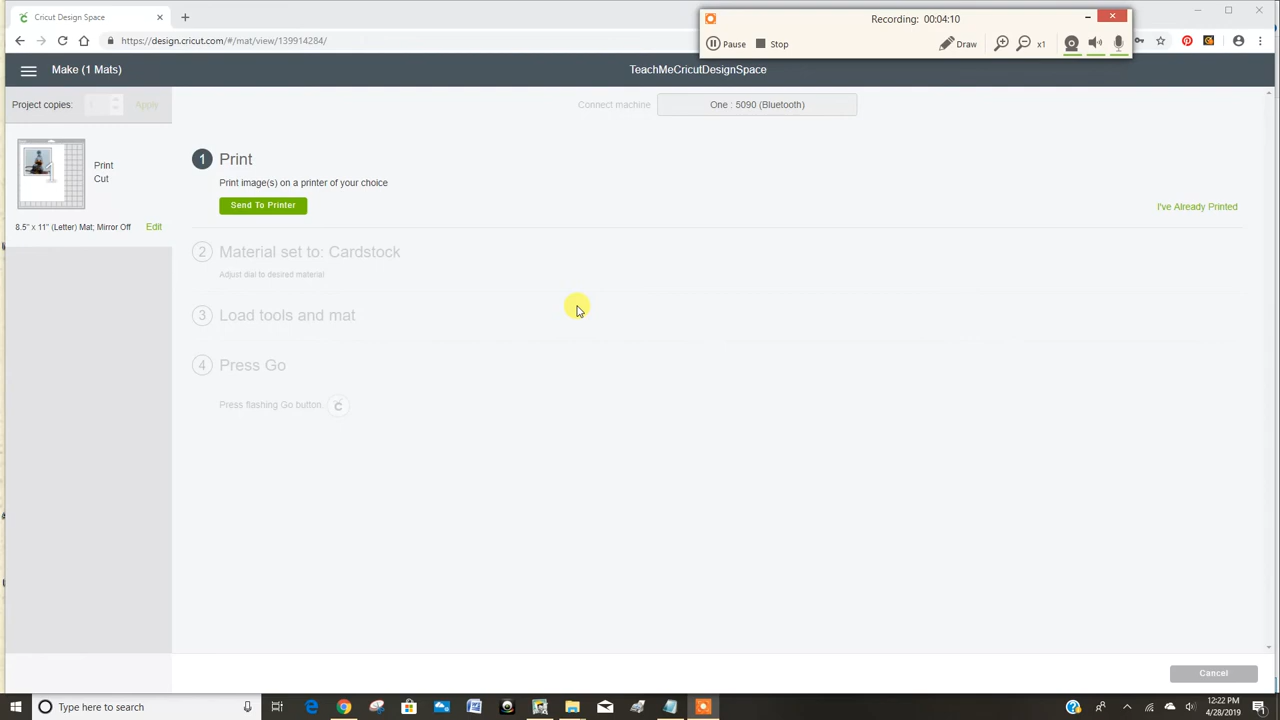 Cricut Design Space
https://design.cricut.com/#/mat/view/139914284/
Recording: 00:04:10
Pause Stop Draw x1
Make (1 Mats)
TeachMeCricutDesignSpace
Project copies: 1 Apply
Connect machine One : 5090 (Bluetooth)
Print
Cut
8.5" x 11" (Letter) Mat; Mirror Off Edit
1 Print
Print image(s) on a printer of your choice
Send To Printer
I've Already Printed
2 Material set to: Cardstock
Adjust dial to desired material
3 Load tools and mat
4 Press Go
Press flashing Go button.
Cancel
Type here to search
12:22 PM
4/28/2019